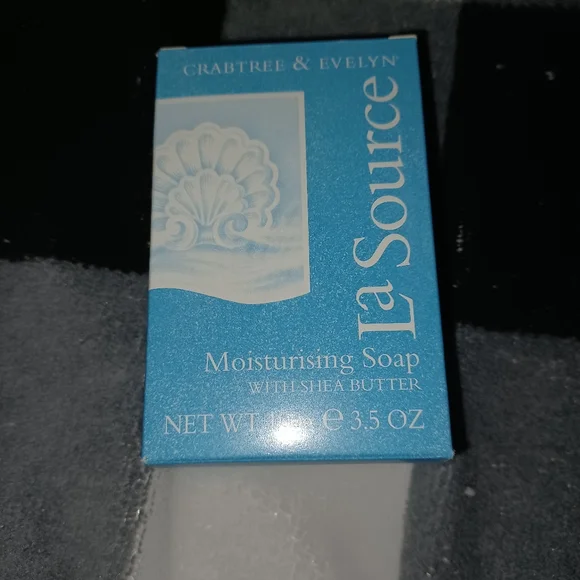 CRABTREE & EVELYN
La Source
Moisturising Soap
WITH SHEA BUTTER
NET WT ℮ 3.5 OZ